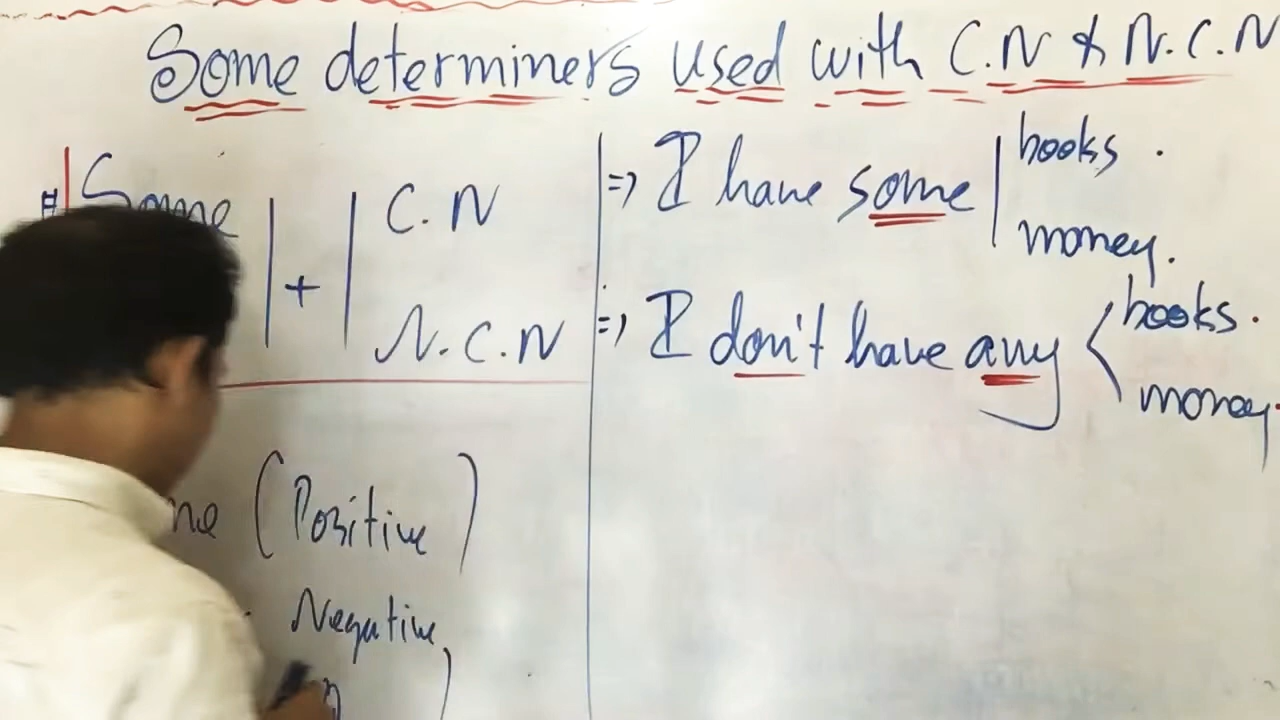 Some determiners used with C.N & N.C.N
# Some
+
C.N
N.C.N
(Positive)
Negative
=> I have some
books.
money.
=> I don't have any
books.
money.